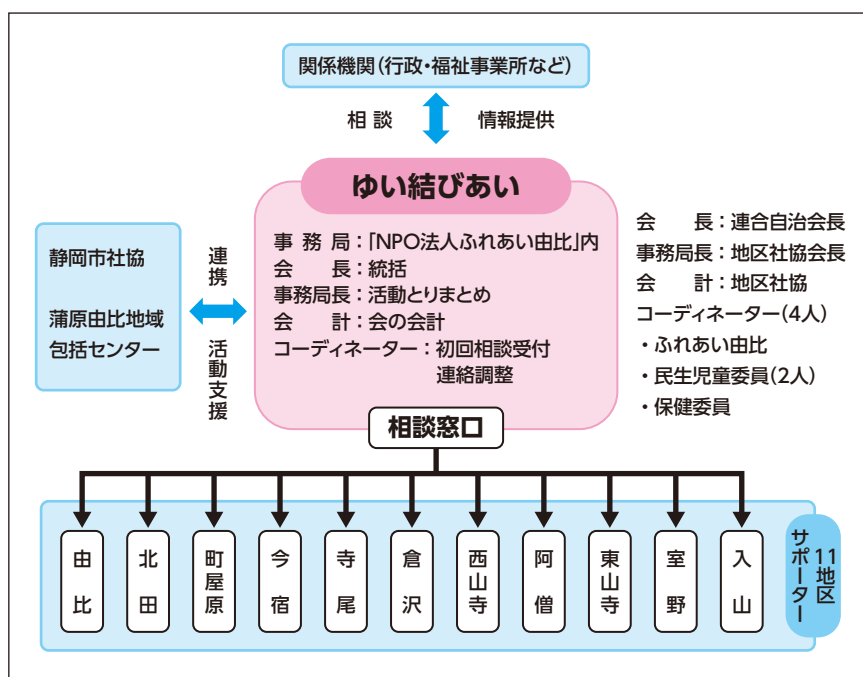 関係機関(行政・福祉事業所など)
相談
情報提供
ゆい結びあい
事務局:「NPO法人ふれあい由比」内
会長:統括
事務局長:活動とりまとめ
会計:会の会計
コーディネーター:初回相談受付
連絡調整
静岡市社協
蒲原由比地域
包括センター
連携
活動支援
会長:連合自治会長
事務局長:地区社協会長
会計:地区社協
コーディネーター(4人)
・ふれあい由比
・民生児童委員(2人)
・保健委員
相談窓口
由比
北田
町屋原
今宿
寺尾
倉沢
西山寺
阿僧
東山寺
室野
入山
11地区
サポーター